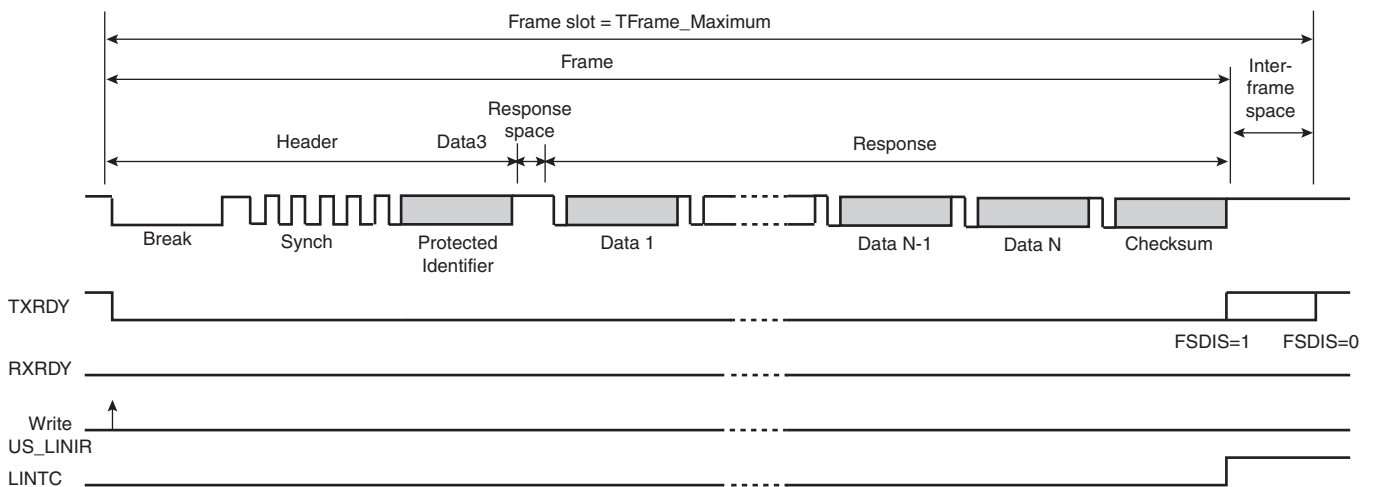 Frame slot = TFrame_Maximum
Frame
Inter-
frame
space
Response
space
Header
Data3
Response
Break
Synch
Protected
Identifier
Data 1
Data N-1
Data N
Checksum
TXRDY
FSDIS=1
FSDIS=0
RXRDY
Write
US_LINIR
LINTC